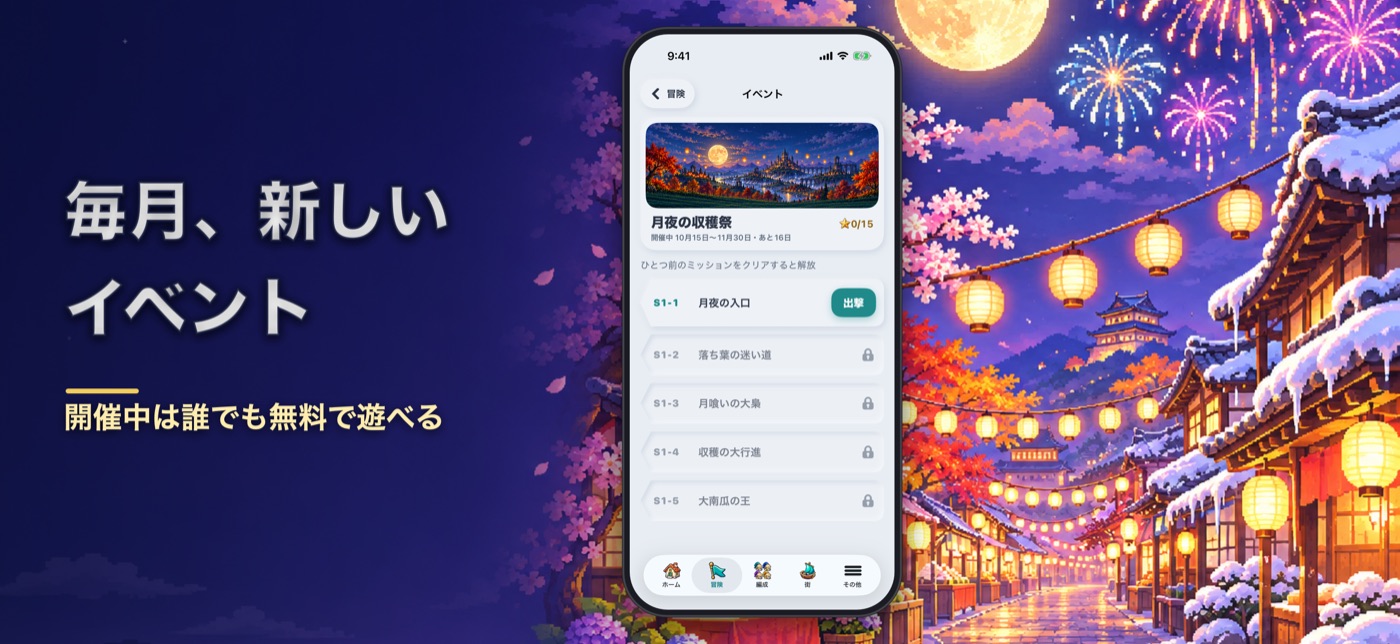 毎月、新しい
イベント
開催中は誰でも無料で遊べる
9:41
冒険
イベント
月夜の収穫祭
0/15
開催中 10月15日〜11月30日・あと16日
ひとつ前のミッションをクリアすると解放
S1-1 月夜の入口 出撃
S1-2 落ち葉の迷い道
S1-3 月喰いの大梟
S1-4 収穫の大行進
S1-5 大南瓜の王
ホーム 冒険 編成 街 その他